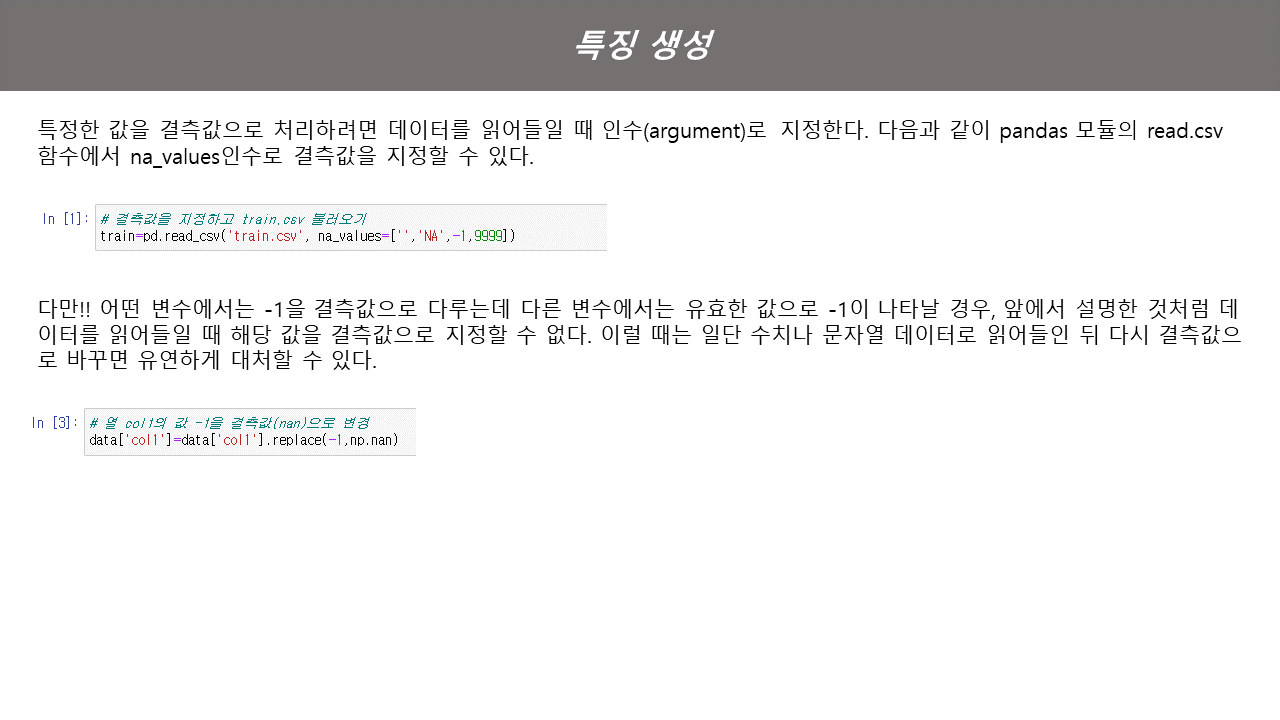 특징 생성
특정한 값을 결측값으로 처리하려면 데이터를 읽어들일 때 인수(argument)로 지정한다. 다음과 같이 pandas 모듈의 read.csv
함수에서 na_values인수로 결측값을 지정할 수 있다.
In [1]: # 결측값을 지정하고 train.csv 불러오기
train=pd.read_csv('train.csv', na_values=['','NA',-1,9999])
다만!! 어떤 변수에서는 -1을 결측값으로 다루는데 다른 변수에서는 유효한 값으로 -1이 나타날 경우, 앞에서 설명한 것처럼 데
이터를 읽어들일 때 해당 값을 결측값으로 지정할 수 없다. 이럴 때는 일단 수치나 문자열 데이터로 읽어들인 뒤 다시 결측값으
로 바꾸면 유연하게 대처할 수 있다.
In [3]: # 열 col1의 값 -1을 결측값(nan)으로 변경
data['col1']=data['col1'].replace(-1,np.nan)